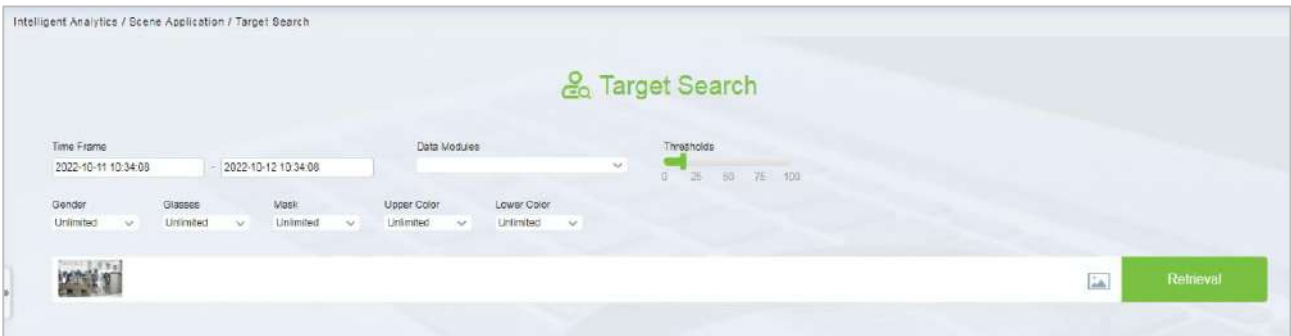 Intelligent Analytics / Scene Application / Target Search
Target Search
Time Frame Data Modules Thresholds
2022-10-11 10:34:08 - 2022-10-12 10:34:08
0 25 50 75 100
Gender Glasses Mask Upper Color Lower Color
Unlimited Unlimited Unlimited Unlimited Unlimited
Retrieval